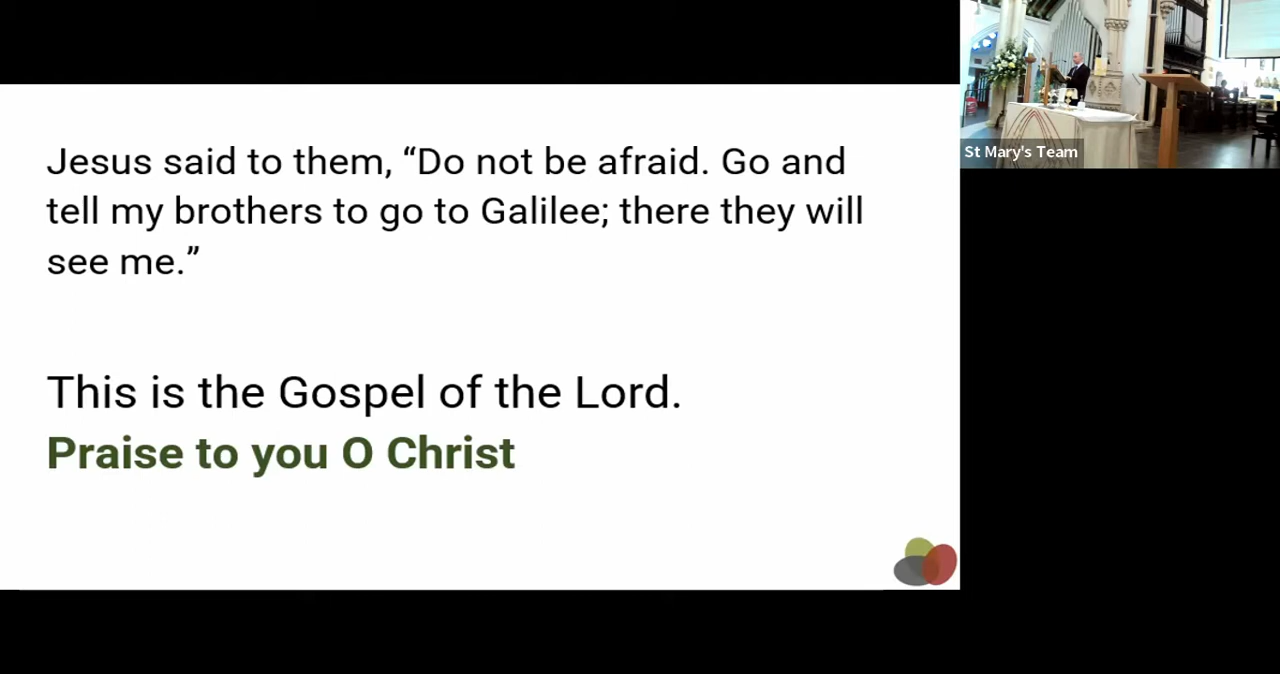 Jesus said to them, “Do not be afraid. Go and
tell my brothers to go to Galilee; there they will
see me.”
This is the Gospel of the Lord.
Praise to you O Christ
St Mary's Team